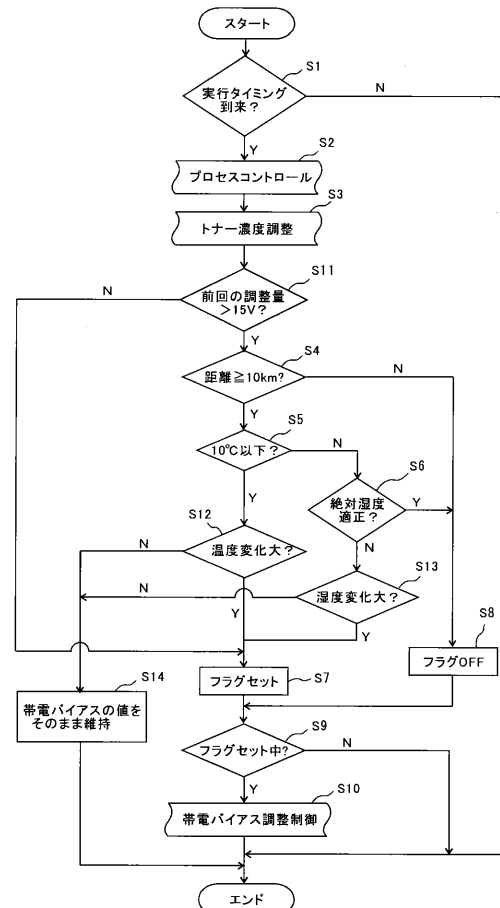 スタート
S1
実行タイミング
到来?
N
Y
S2
プロセスコントロール
S3
トナー濃度調整
S11
前回の調整量
>15V?
N
Y
S4
距離≧10km?
N
Y
S5
10℃以下?
N
Y
S6
絶対湿度
適正?
Y
N
S12
温度変化大?
N
Y
S13
湿度変化大?
N
Y
S8
フラグOFF
S7
フラグセット
S14
帯電バイアスの値を
そのまま維持
S9
フラグセット中?
N
Y
S10
帯電バイアス調整制御
エンド